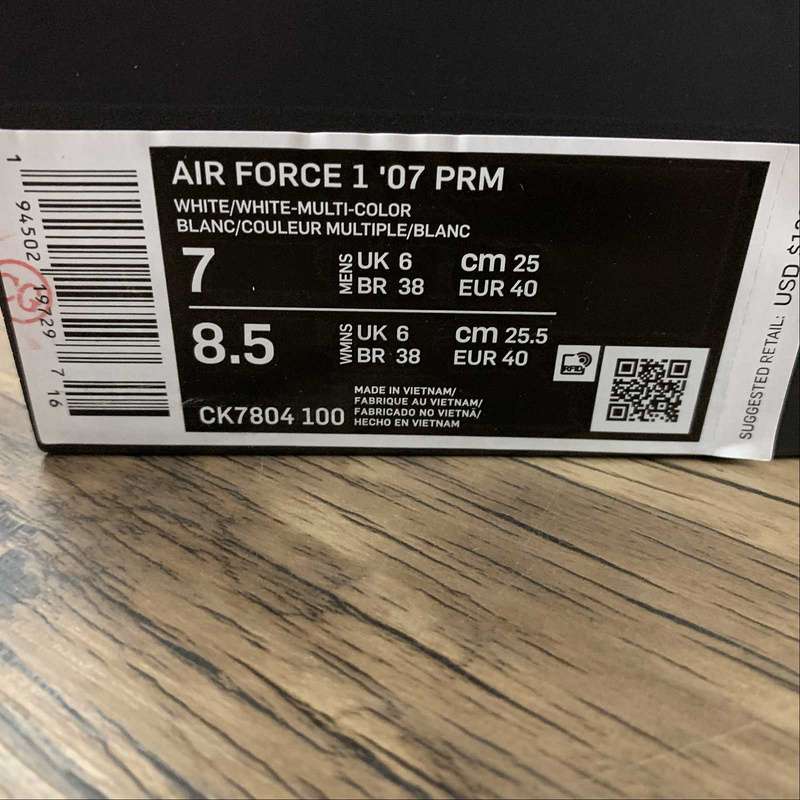 AIR FORCE 1 '07 PRM
WHITE/WHITE-MULTI-COLOR
BLANC/COULEUR MULTIPLE/BLANC
7 MENS UK 6 cm 25
BR 38 EUR 40
8.5 WMNS UK 6 cm 25.5
BR 38 EUR 40
CK7804 100
MADE IN VIETNAM/
FABRIQUE AU VIETNAM/
FABRICADO NO VIETNÃ/
HECHO EN VIETNAM
RFID
1 94502 19729 7 16
SUGGESTED RETAIL: USD